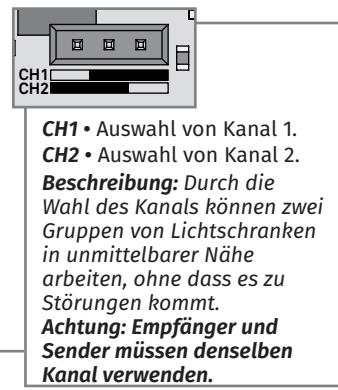 CH1
CH2
CH1 • Auswahl von Kanal 1.
CH2 • Auswahl von Kanal 2.
Beschreibung: Durch die
Wahl des Kanals können zwei
Gruppen von Lichtschranken
in unmittelbarer Nähe
arbeiten, ohne dass es zu
Störungen kommt.
Achtung: Empfänger und
Sender müssen denselben
Kanal verwenden.